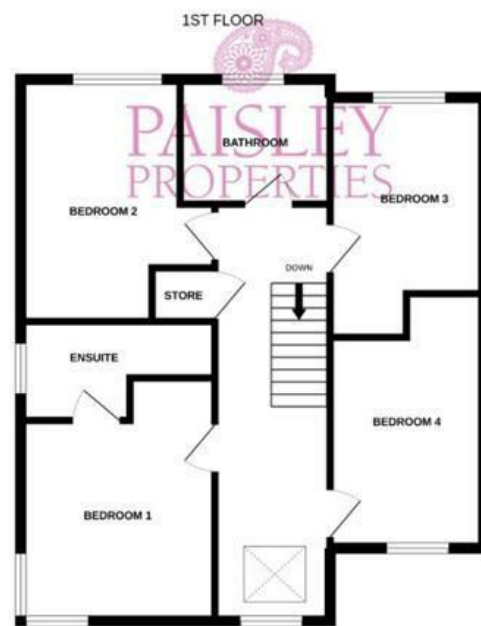 1ST FLOOR
PAISLEY
PROPERTIES
BATHROOM
BEDROOM 2
BEDROOM 3
DOWN
STORE
ENSUITE
BEDROOM 4
BEDROOM 1